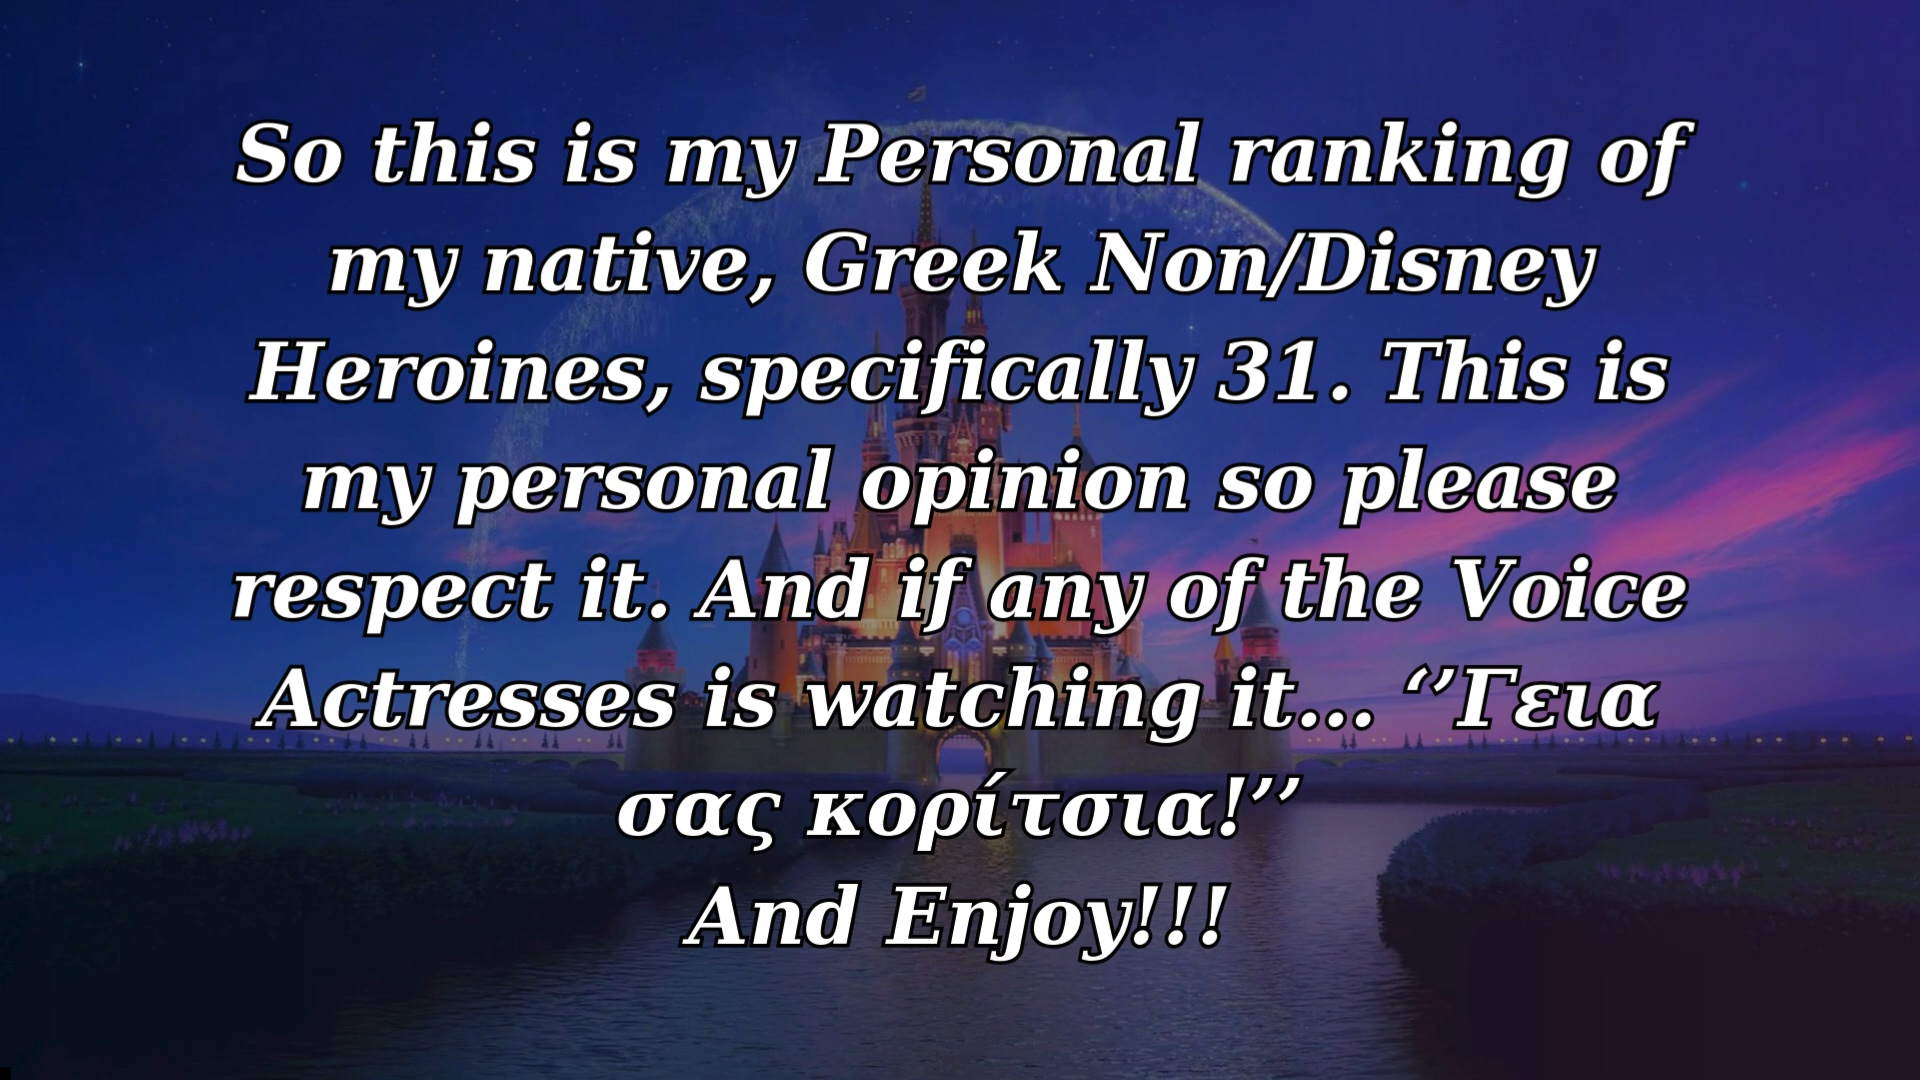 So this is my Personal ranking of
my native, Greek Non/Disney
Heroines, specifically 31. This is
my personal opinion so please
respect it. And if any of the Voice
Actresses is watching it... ‘’Γεια
σας κορίτσια!’’
And Enjoy!!!